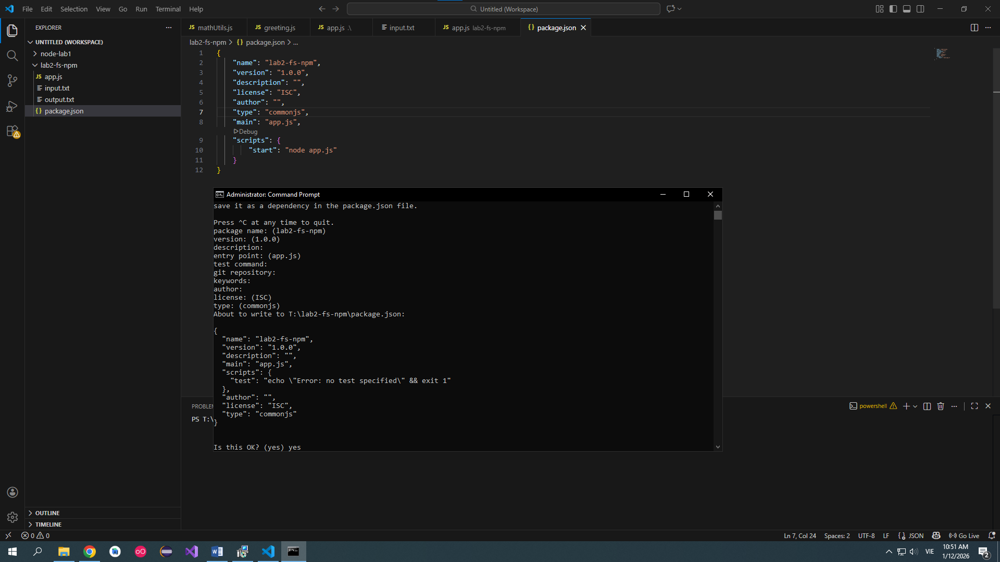 File Edit Selection View Go Run Terminal Help
Untitled (Workspace)
EXPLORER
UNTITLED (WORKSPACE)
node-lab1
lab2-fs-npm
JS app.js
input.txt
output.txt
{} package.json
OUTLINE
TIMELINE
JS mathUtils.js
JS greeting.js
JS app.js .\
input.txt
JS app.js lab2-fs-npm
{} package.json
lab2-fs-npm > {} package.json > ...
1 {
2 "name": "lab2-fs-npm",
3 "version": "1.0.0",
4 "description": "",
5 "license": "ISC",
6 "author": "",
7 "type": "commonjs",
8 "main": "app.js",
Debug
9 "scripts": {
10 "start": "node app.js"
11 }
12 }
Administrator: Command Prompt
save it as a dependency in the package.json file.
Press ^C at any time to quit.
package name: (lab2-fs-npm)
version: (1.0.0)
description:
entry point: (app.js)
test command:
git repository:
keywords:
author:
license: (ISC)
type: (commonjs)
About to write to T:\lab2-fs-npm\package.json:
{
"name": "lab2-fs-npm",
"version": "1.0.0",
"description": "",
"main": "app.js",
"scripts": {
"test": "echo \"Error: no test specified\" && exit 1"
},
"author": "",
"license": "ISC",
"type": "commonjs"
}
Is this OK? (yes) yes
PROBLEM
powershell
PS T:\
0 0
Ln 7, Col 24 Spaces: 2 UTF-8 LF {} JSON Go Live
VIE
10:51 AM
1/12/2026
2